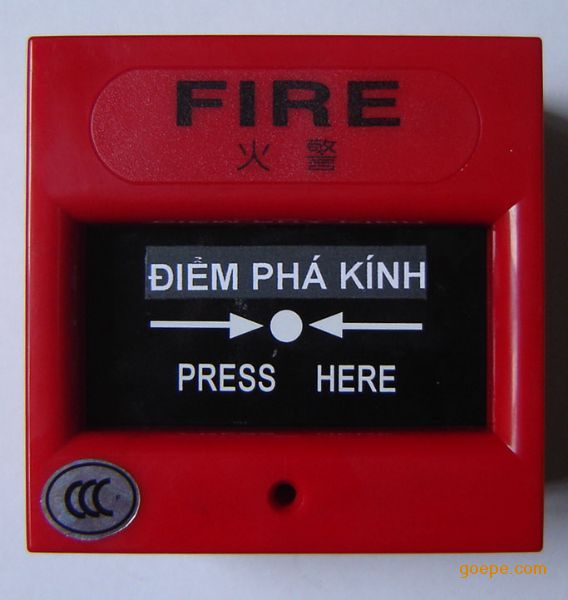 FIRE
火 警
ĐIỂM PHÁ KÍNH
PRESS HERE
CCC
goepe.com